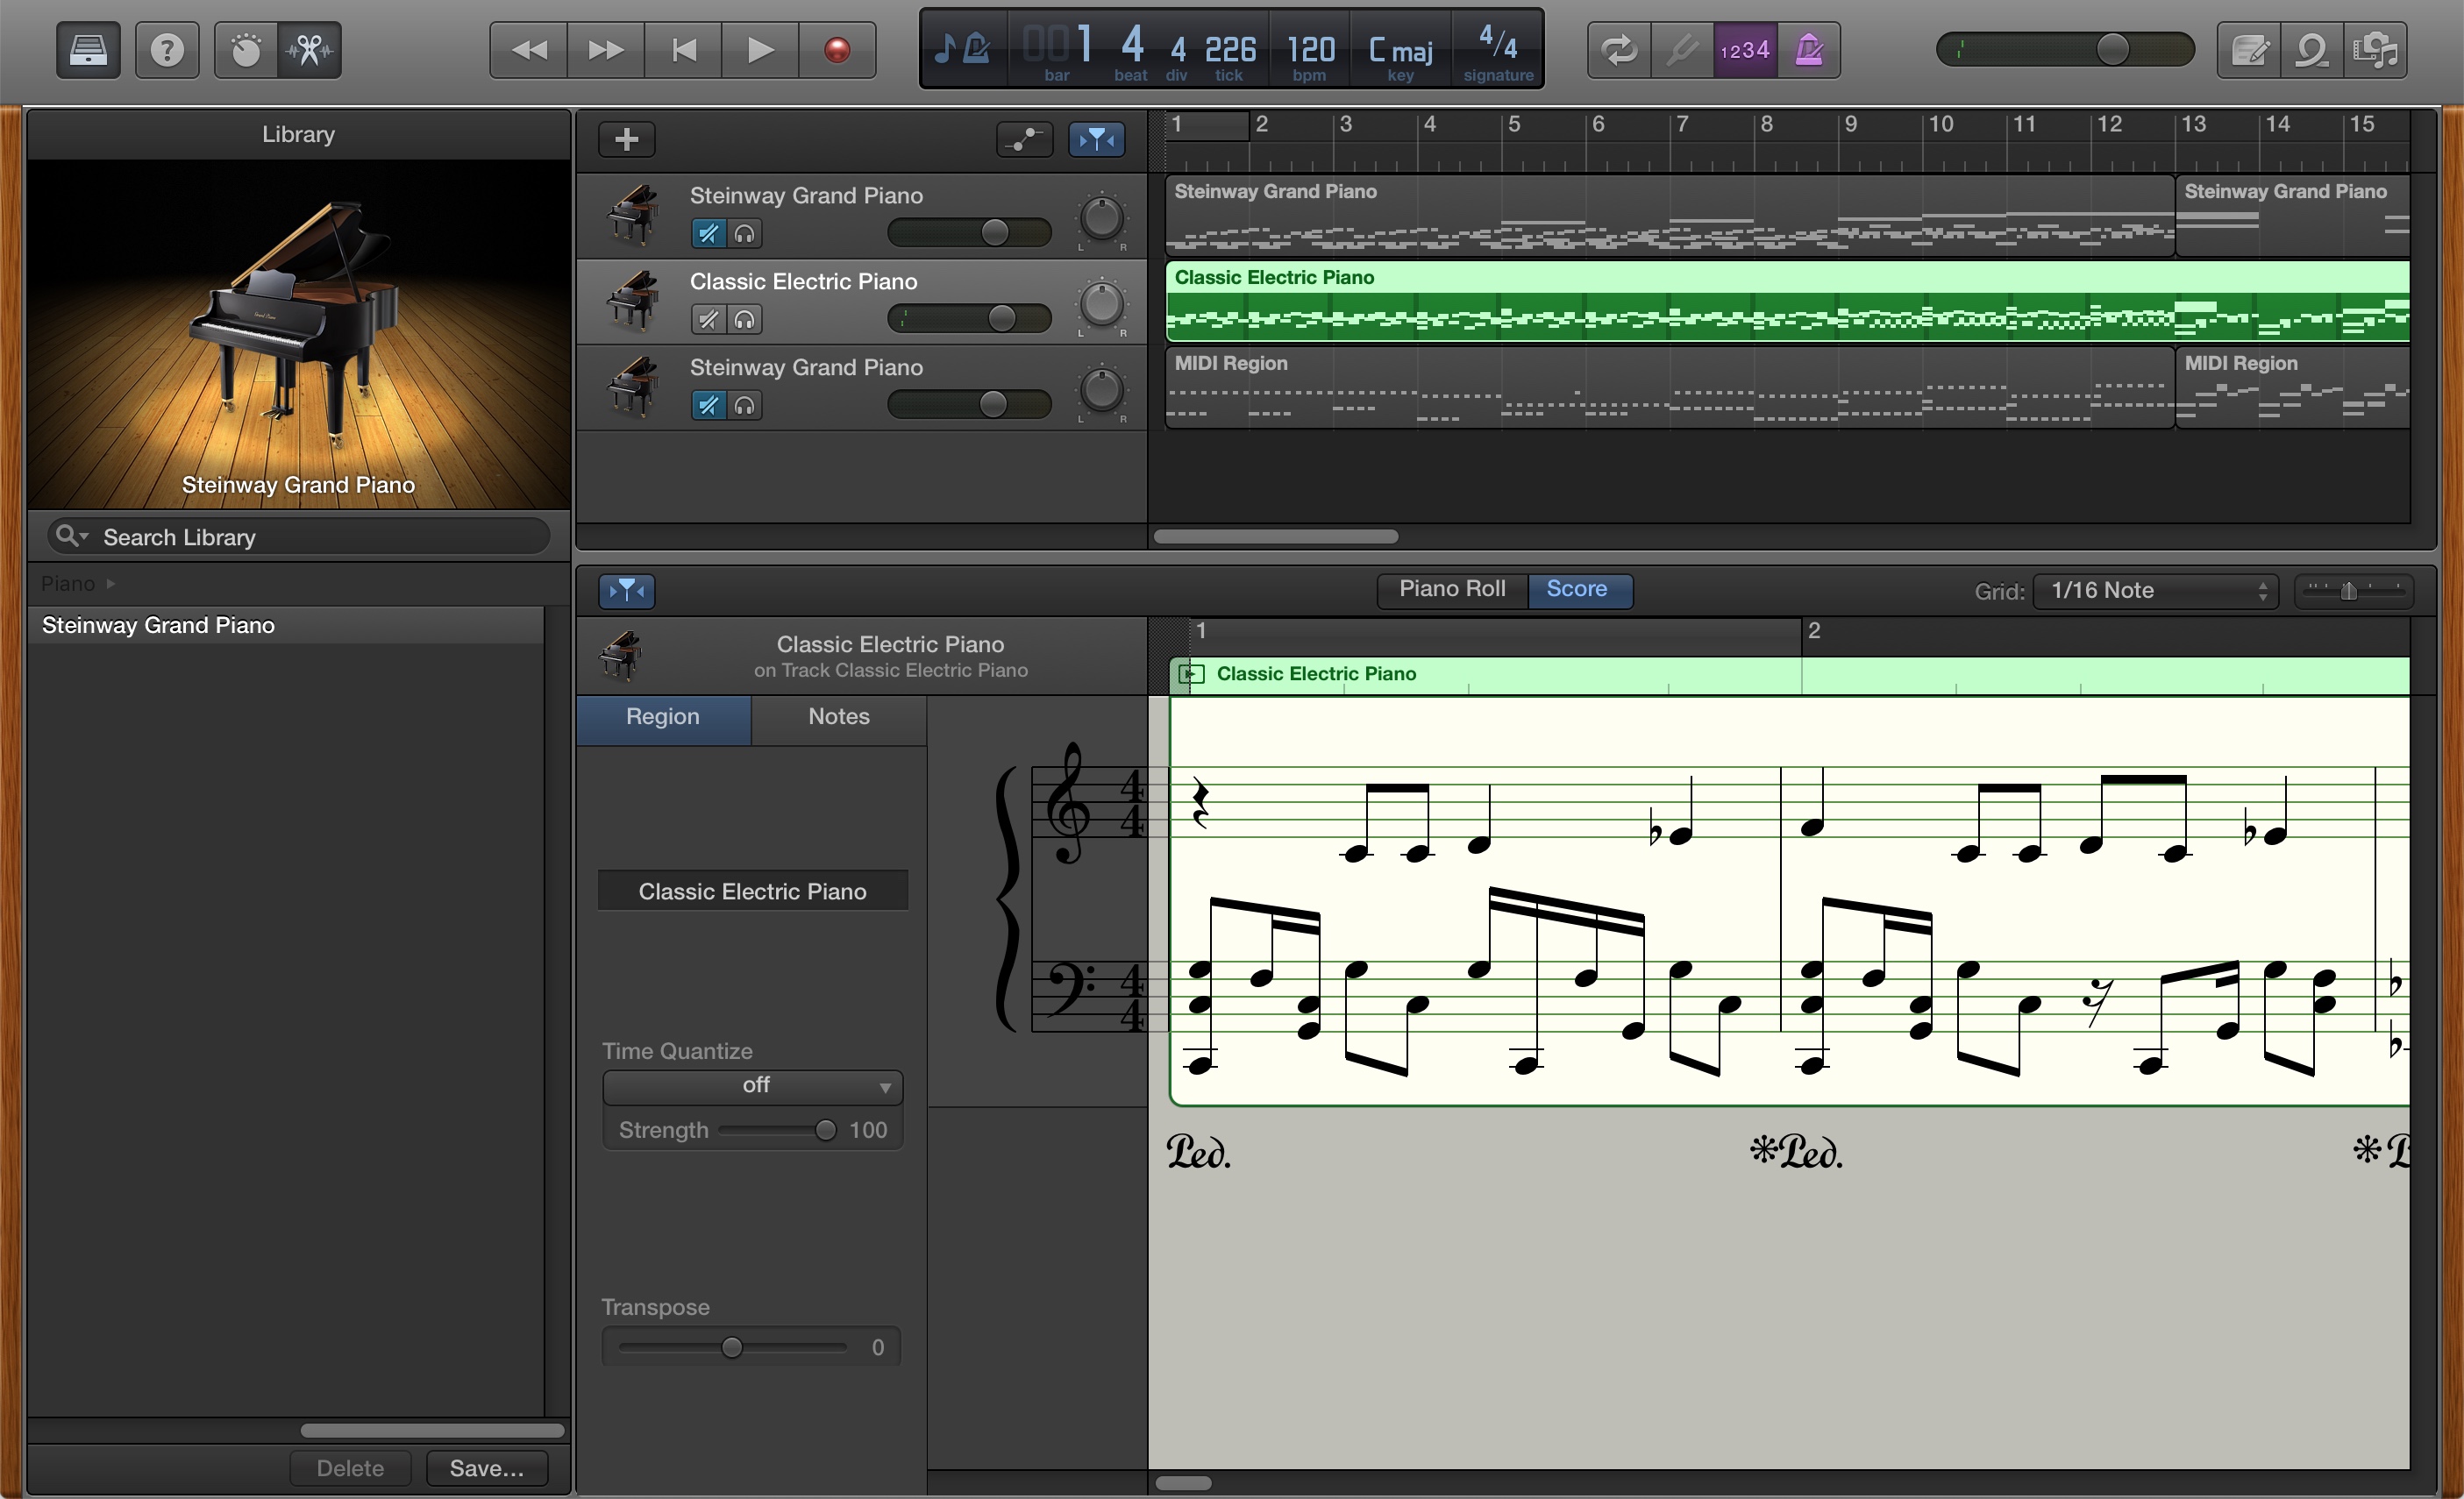 001 4 4 226 120 C maj 4/4
bar beat div tick bpm key signature
1234
Library
Steinway Grand Piano
Search Library
Piano
Steinway Grand Piano
Delete Save...
1 2 3 4 5 6 7 8 9 10 11 12 13 14 15
Steinway Grand Piano
L R
Steinway Grand Piano
Steinway Grand Piano
Classic Electric Piano
L R
Classic Electric Piano
Steinway Grand Piano
L R
MIDI Region
MIDI Region
Piano Roll Score
Grid: 1/16 Note
Classic Electric Piano
on Track Classic Electric Piano
1 2
Classic Electric Piano
Region Notes
Classic Electric Piano
Time Quantize
off
Strength 100
Transpose
0
4
4
4
4
Ped. *Ped. *